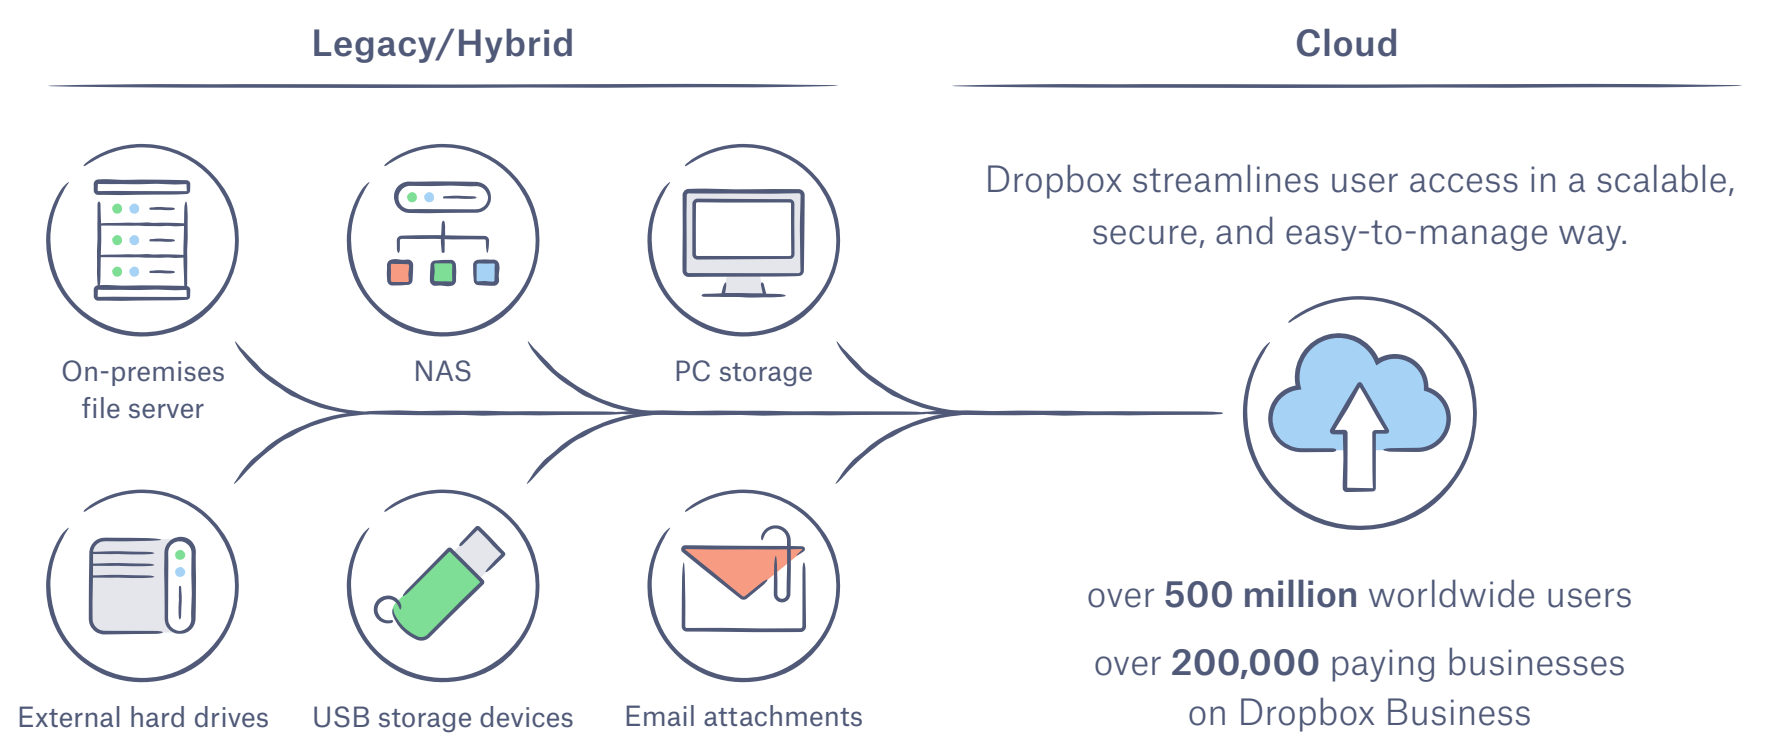 Legacy/Hybrid
Cloud
On-premises
file server
NAS
PC storage
External hard drives
USB storage devices
Email attachments
Dropbox streamlines user access in a scalable,
secure, and easy-to-manage way.
over 500 million worldwide users
over 200,000 paying businesses
on Dropbox Business